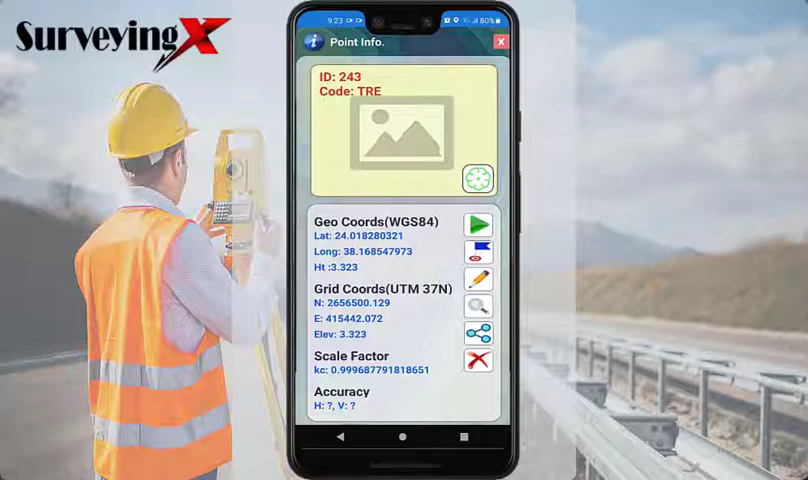 SurveyingX
9:23
80%
Point Info.
X
ID: 243
Code: TRE
Geo Coords(WGS84)
Lat: 24.018280321
Long: 38.168547973
Ht :3.323
Grid Coords(UTM 37N)
N: 2656500.129
E: 415442.072
Elev: 3.323
Scale Factor
kc: 0.999687791818651
Accuracy
H: ?, V: ?